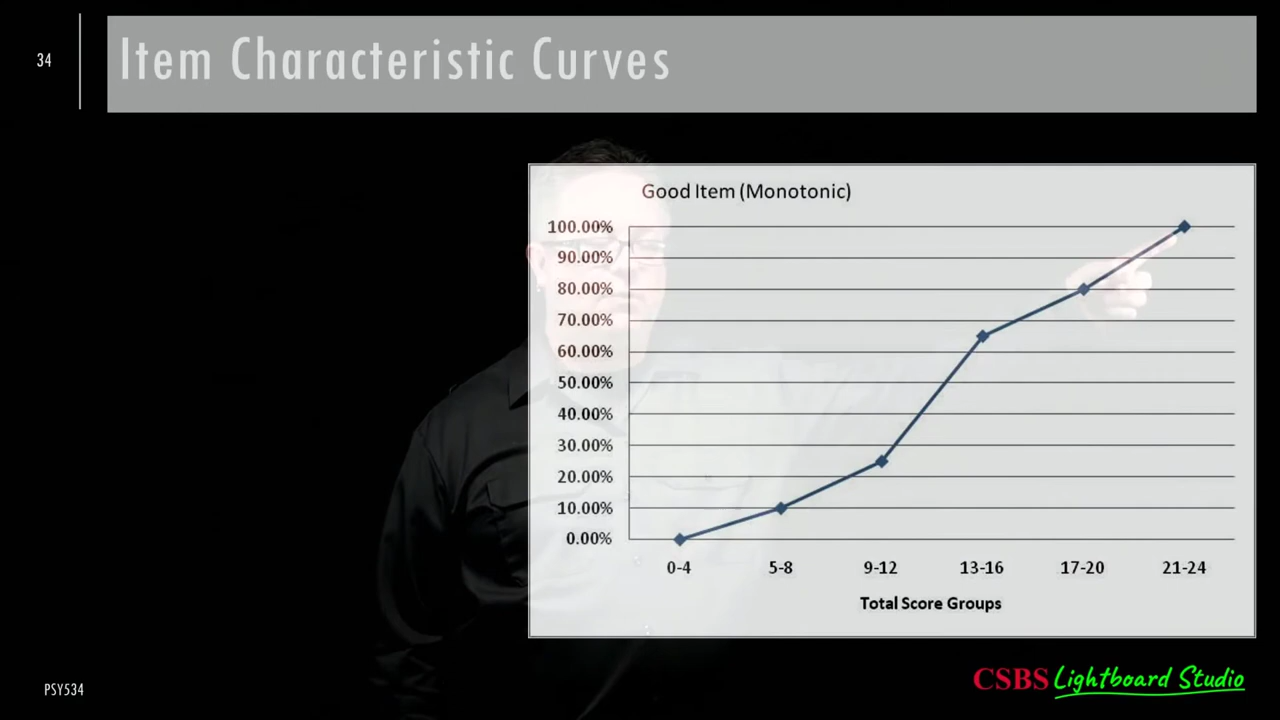 34
Item Characteristic Curves
Good Item (Monotonic)
100.00%
90.00%
80.00%
70.00%
60.00%
50.00%
40.00%
30.00%
20.00%
10.00%
0.00%
0-4 5-8 9-12 13-16 17-20 21-24
Total Score Groups
PSY534
CSBS Lightboard Studio